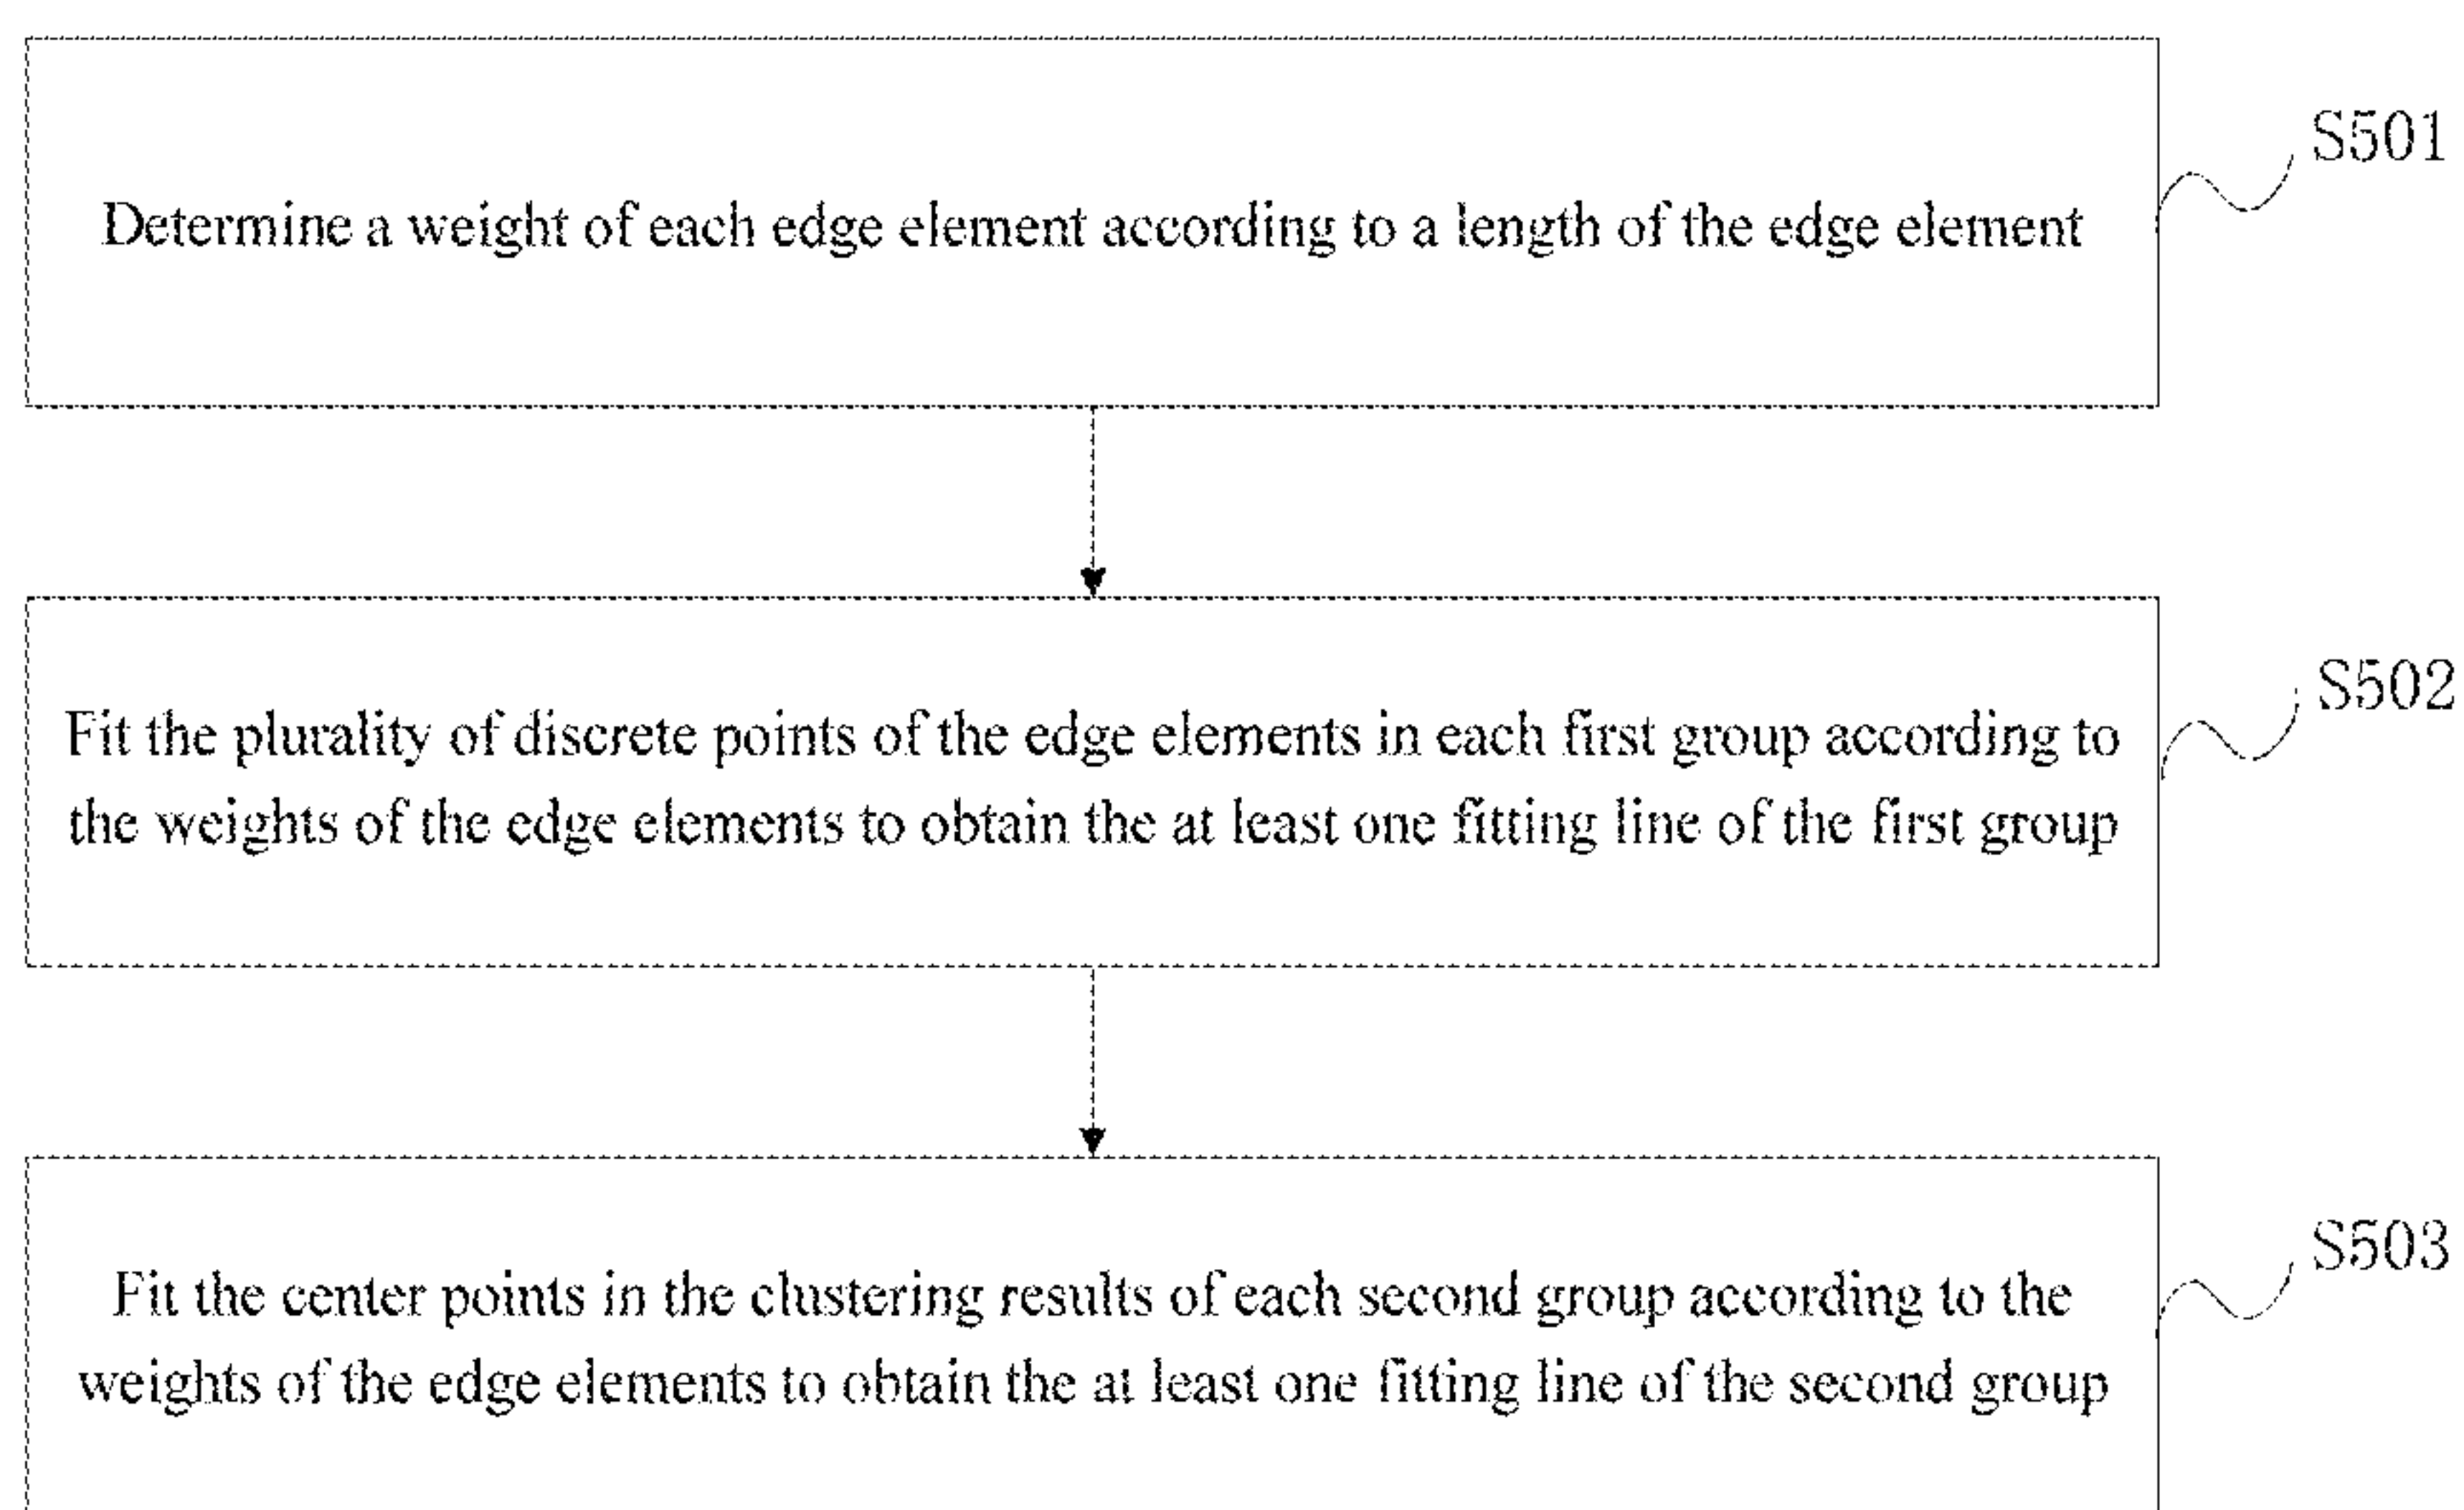 S501
Determine a weight of each edge element according to a length of the edge element
S502
Fit the plurality of discrete points of the edge elements in each first group according to
the weights of the edge elements to obtain the at least one fitting line of the first group
S503
Fit the center points in the clustering results of each second group according to the
weights of the edge elements to obtain the at least one fitting line of the second group